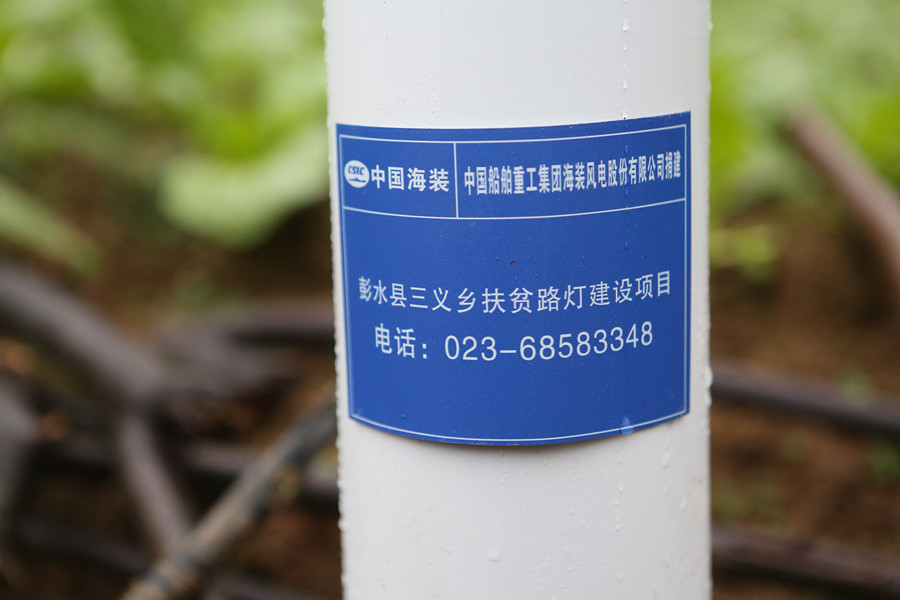 CSIC 中国海装
中国船舶重工集团海装风电股份有限公司捐建
彭水县三义乡扶贫路灯建设项目
电话：023-68583348